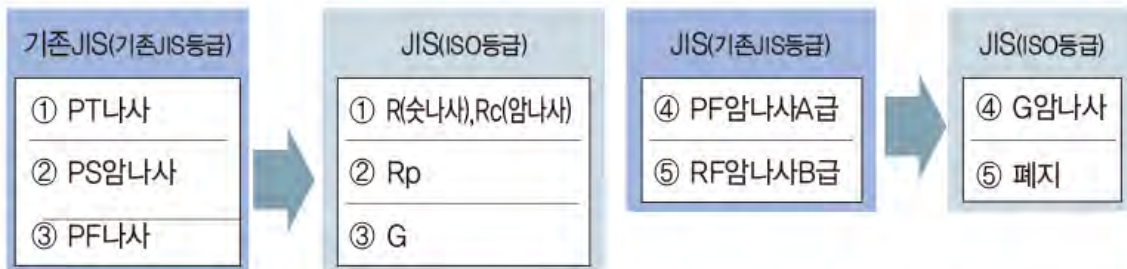 기존JIS(기존JIS등급)
① PT나사
② PS암나사
③ PF나사
JIS(ISO등급)
① R(숫나사),Rc(암나사)
② Rp
③ G
JIS(기존JIS등급)
④ PF암나사A급
⑤ RF암나사B급
JIS(ISO등급)
④ G암나사
⑤ 폐지